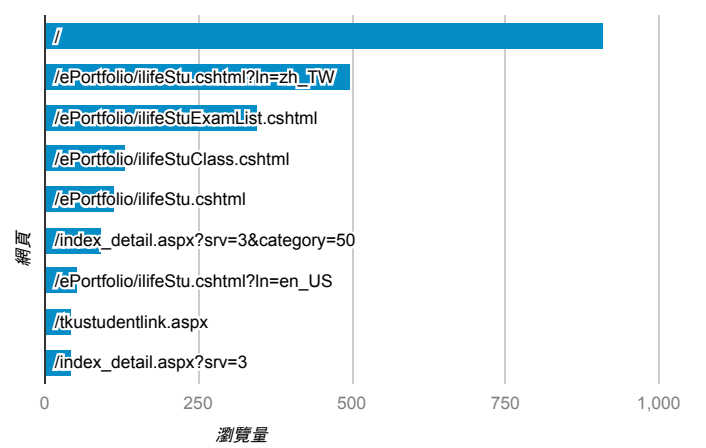 /
/ePortfolio/ilifeStu.cshtml?ln=zh_TW
/ePortfolio/ilifeStuExamList.cshtml
/ePortfolio/ilifeStuClass.cshtml
/ePortfolio/ilifeStu.cshtml
/index_detail.aspx?srv=3&category=50
/ePortfolio/ilifeStu.cshtml?ln=en_US
/tkustudentlink.aspx
/index_detail.aspx?srv=3
網頁
0 250 500 750 1,000
瀏覽量